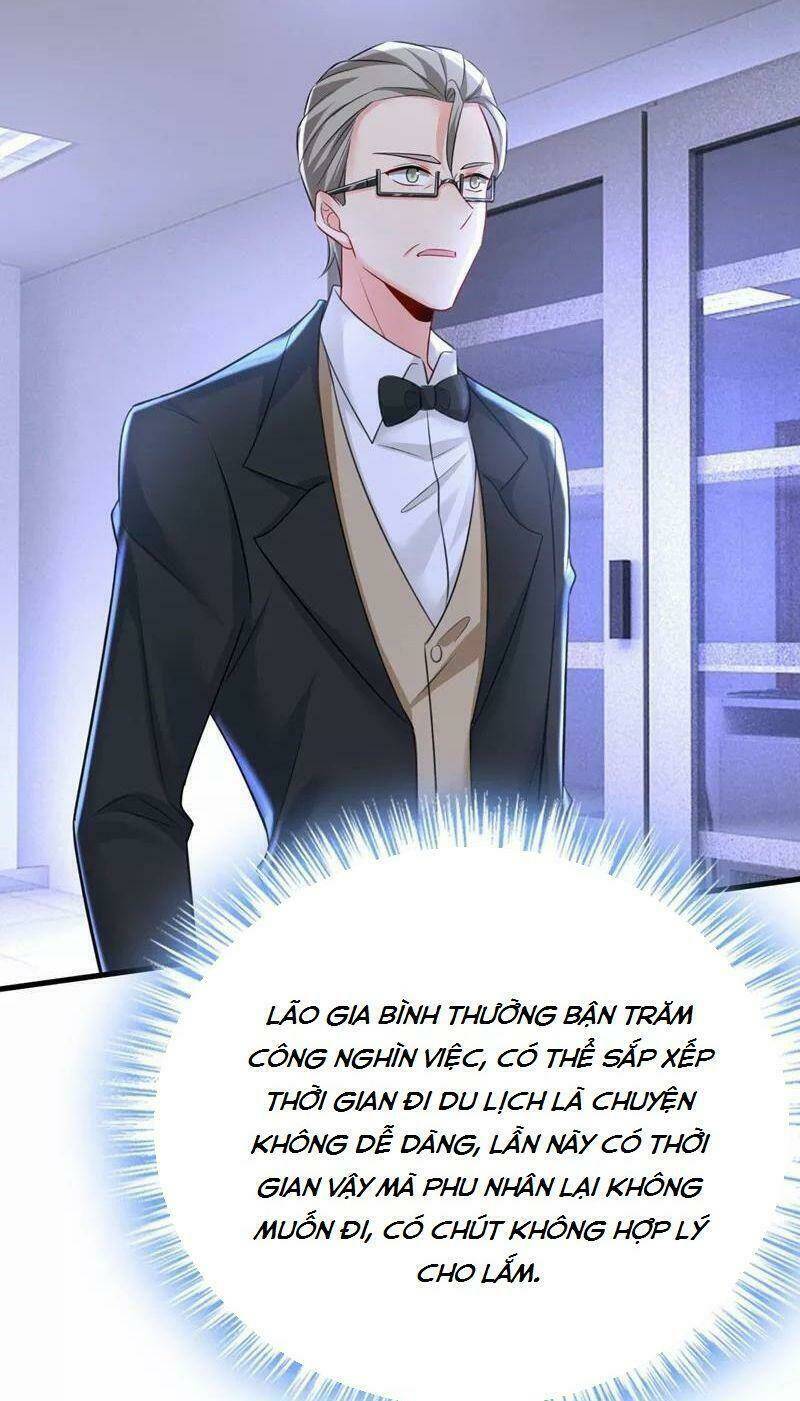 LÃO GIA BÌNH THƯỜNG BẬN TRĂM
CÔNG NGHÌN VIỆC, CÓ THỂ SẮP XẾP
THỜI GIAN ĐI DU LỊCH LÀ CHUYỆN
KHÔNG DỄ DÀNG, LẦN NÀY CÓ THỜI
GIAN VẬY MÀ PHU NHÂN LẠI KHÔNG
MUỐN ĐI, CÓ CHÚT KHÔNG HỢP LÝ
CHO LẮM.